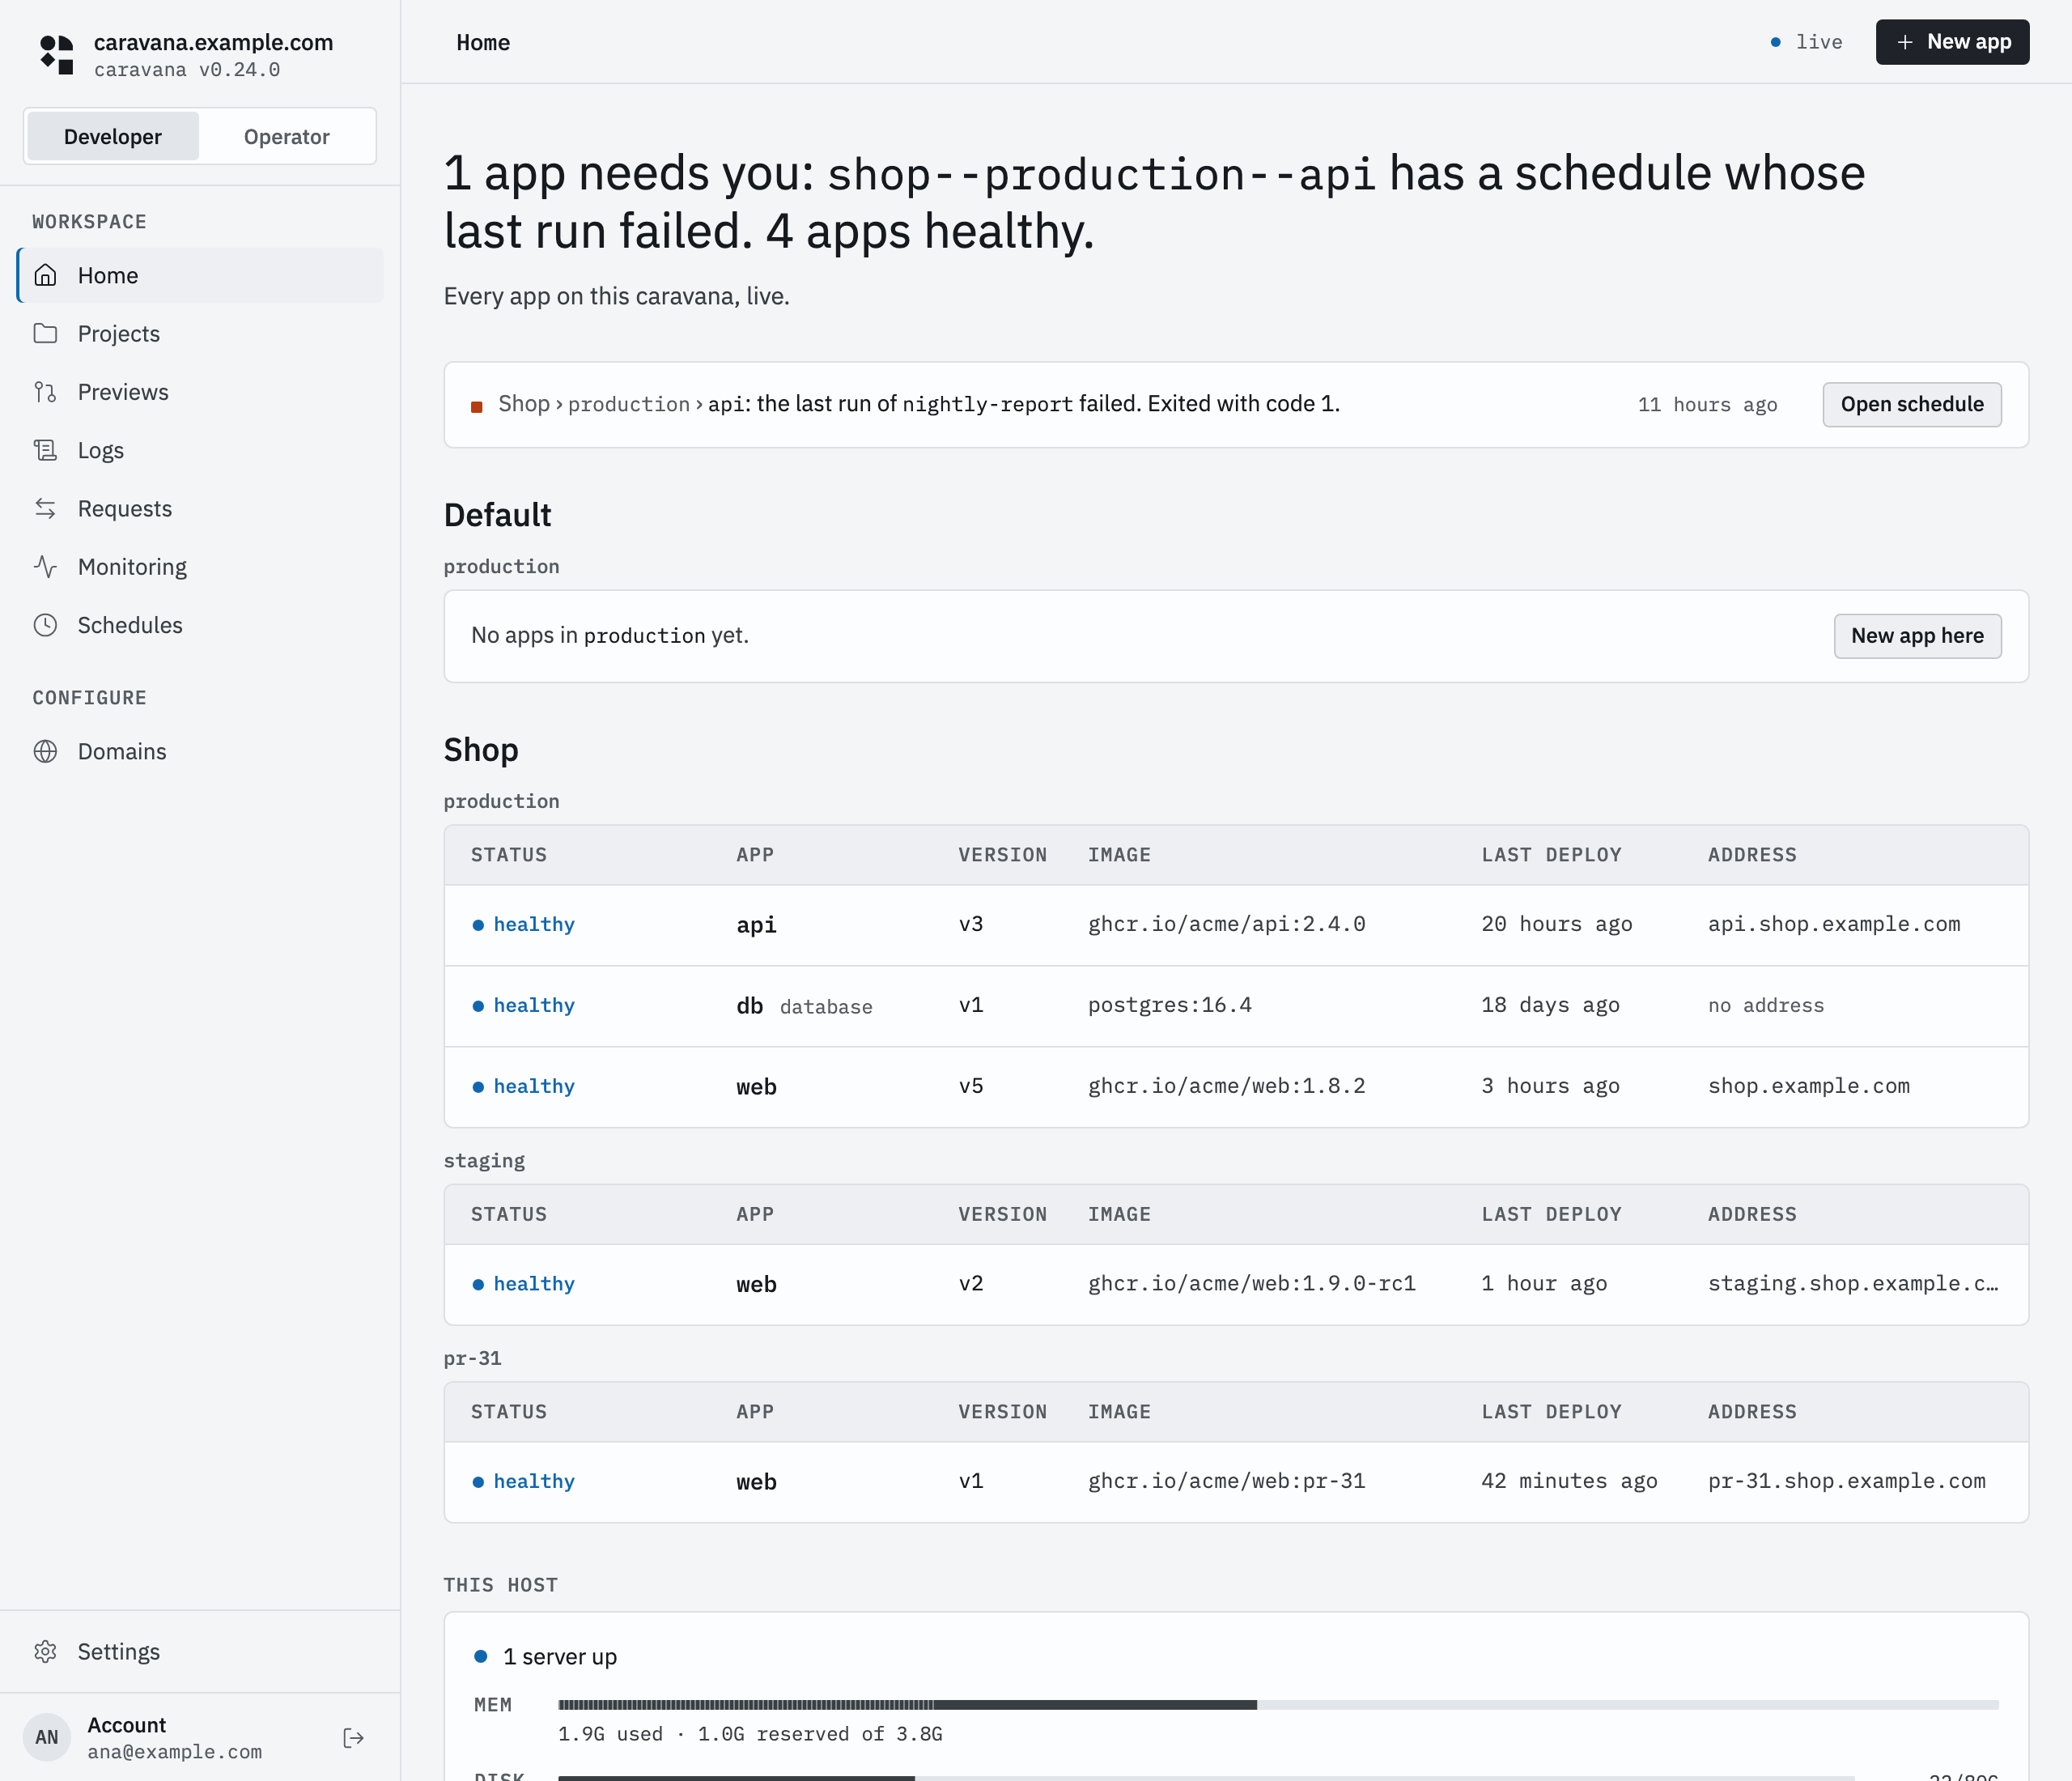 caravana.example.com
caravana v0.24.0
Developer Operator
WORKSPACE
Home
Projects
Previews
Logs
Requests
Monitoring
Schedules
CONFIGURE
Domains
Settings
AN
Account
ana@example.com
Home
live
+ New app
1 app needs you: shop--production--api has a schedule whose
last run failed. 4 apps healthy.
Every app on this caravana, live.
Shop › production › api: the last run of nightly-report failed. Exited with code 1. 11 hours ago Open schedule
Default
production
No apps in production yet. New app here
Shop
production
STATUS APP VERSION IMAGE LAST DEPLOY ADDRESS
healthy api v3 ghcr.io/acme/api:2.4.0 20 hours ago api.shop.example.com
healthy db database v1 postgres:16.4 18 days ago no address
healthy web v5 ghcr.io/acme/web:1.8.2 3 hours ago shop.example.com
staging
STATUS APP VERSION IMAGE LAST DEPLOY ADDRESS
healthy web v2 ghcr.io/acme/web:1.9.0-rc1 1 hour ago staging.shop.example.c…
pr-31
STATUS APP VERSION IMAGE LAST DEPLOY ADDRESS
healthy web v1 ghcr.io/acme/web:pr-31 42 minutes ago pr-31.shop.example.com
THIS HOST
1 server up
MEM
1.9G used · 1.0G reserved of 3.8G
DISK